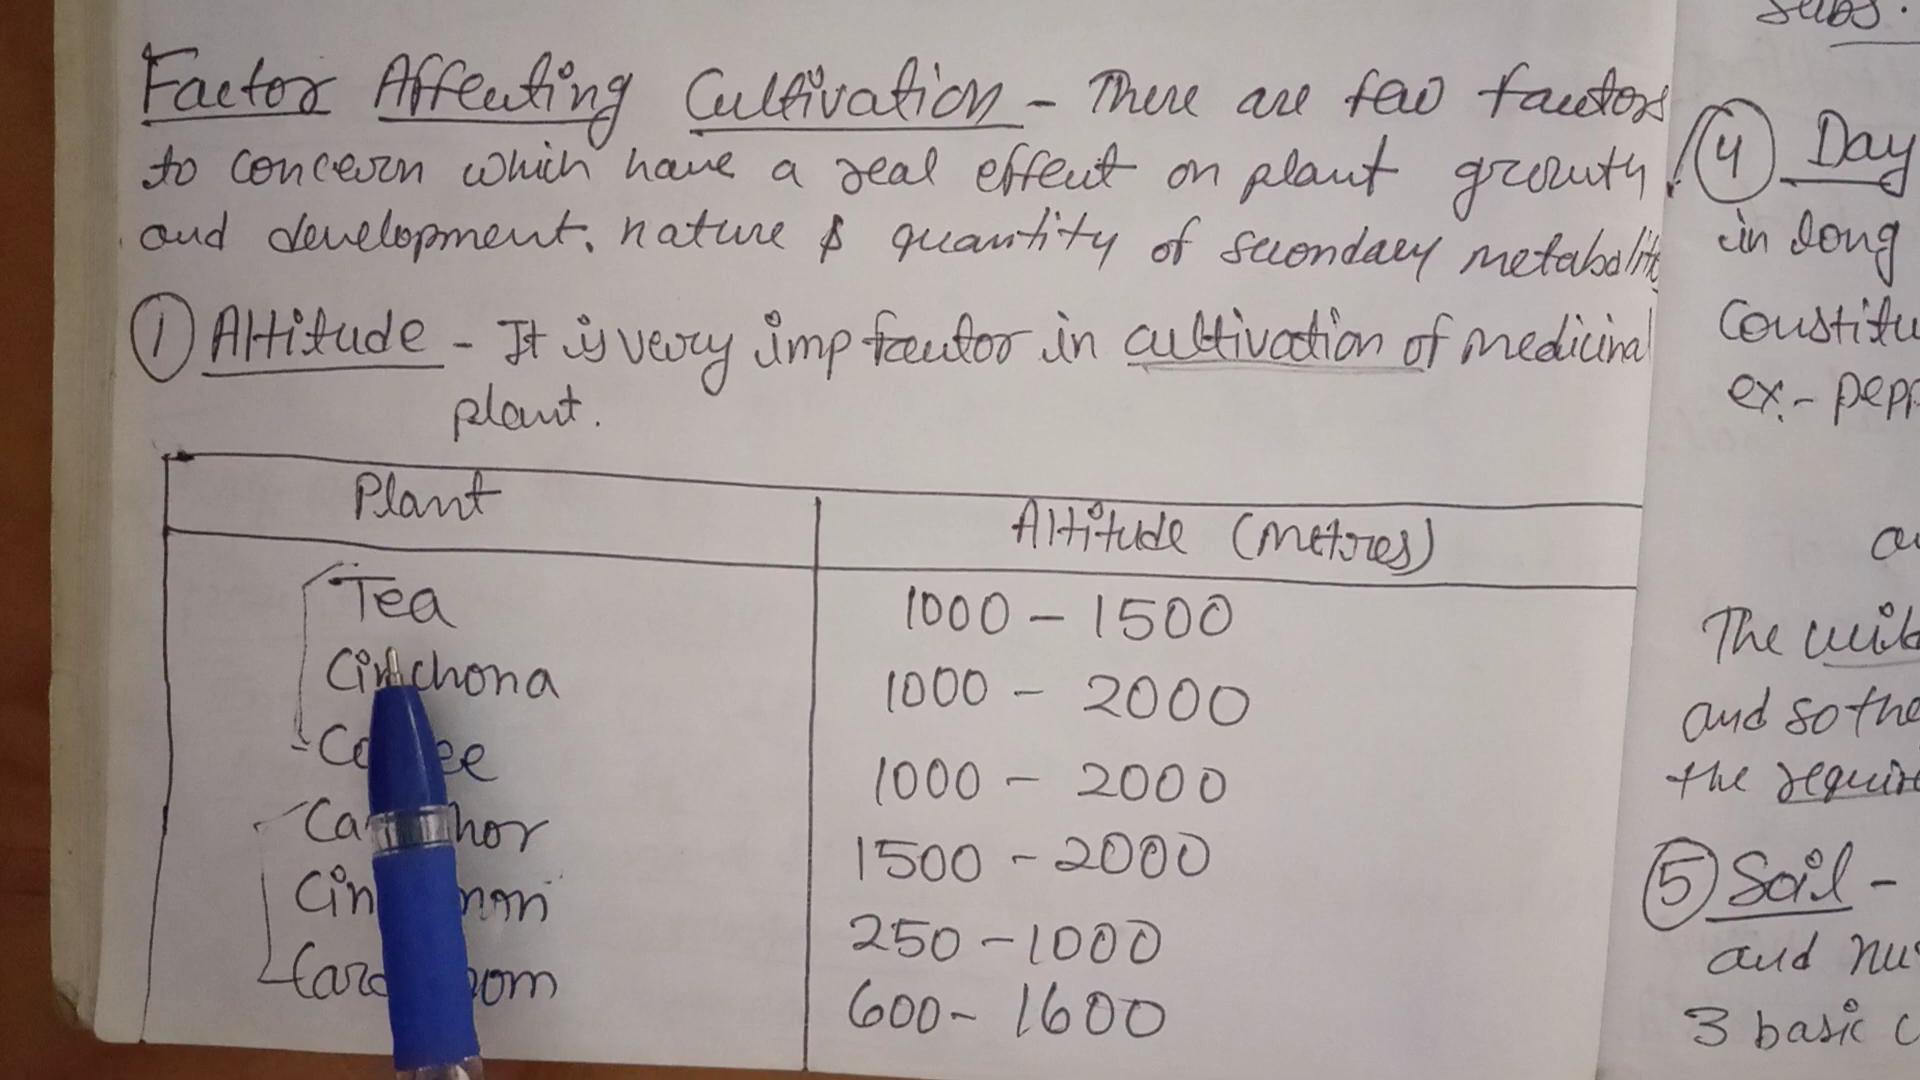 Factor Affecting Cultivation - There are few factors
to concern which have a real effect on plant growth
and development. nature & quantity of secondary metabolite
① Altitude - It is very imp factor in cultivation of medicinal
plant.
Plant Altitude (Metres)
Tea 1000 - 1500
Cinchona 1000 - 2000
1000 - 2000
1500 - 2000
250 - 1000
600 - 1600
subs.
④ Day
in long
ex.-
The
and so the
the
⑤ Soil -
and
3 basic